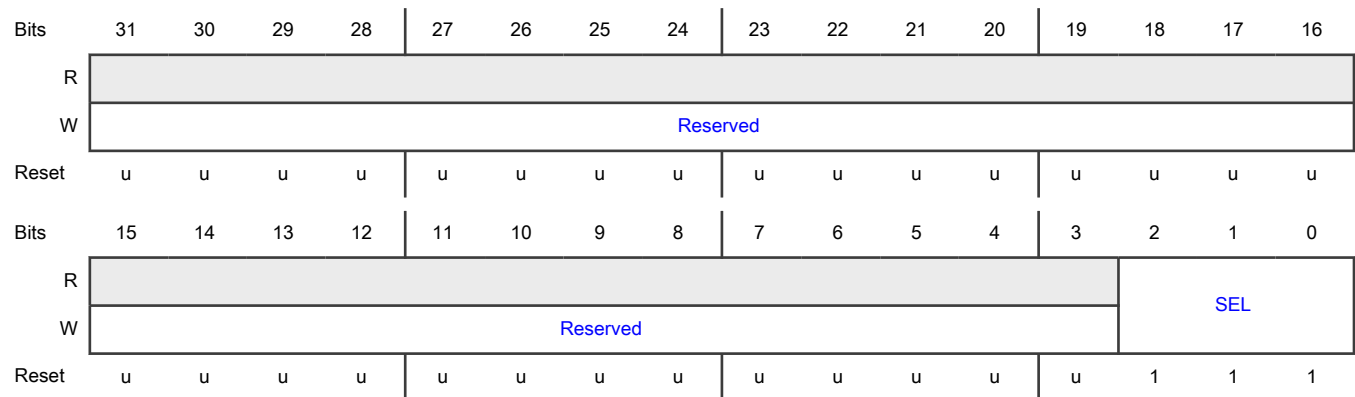 Bits 31 30 29 28 27 26 25 24 23 22 21 20 19 18 17 16
R
W Reserved
Reset u u u u u u u u u u u u u u u u
Bits 15 14 13 12 11 10 9 8 7 6 5 4 3 2 1 0
R
SEL
W Reserved
Reset u u u u u u u u u u u u u 1 1 1